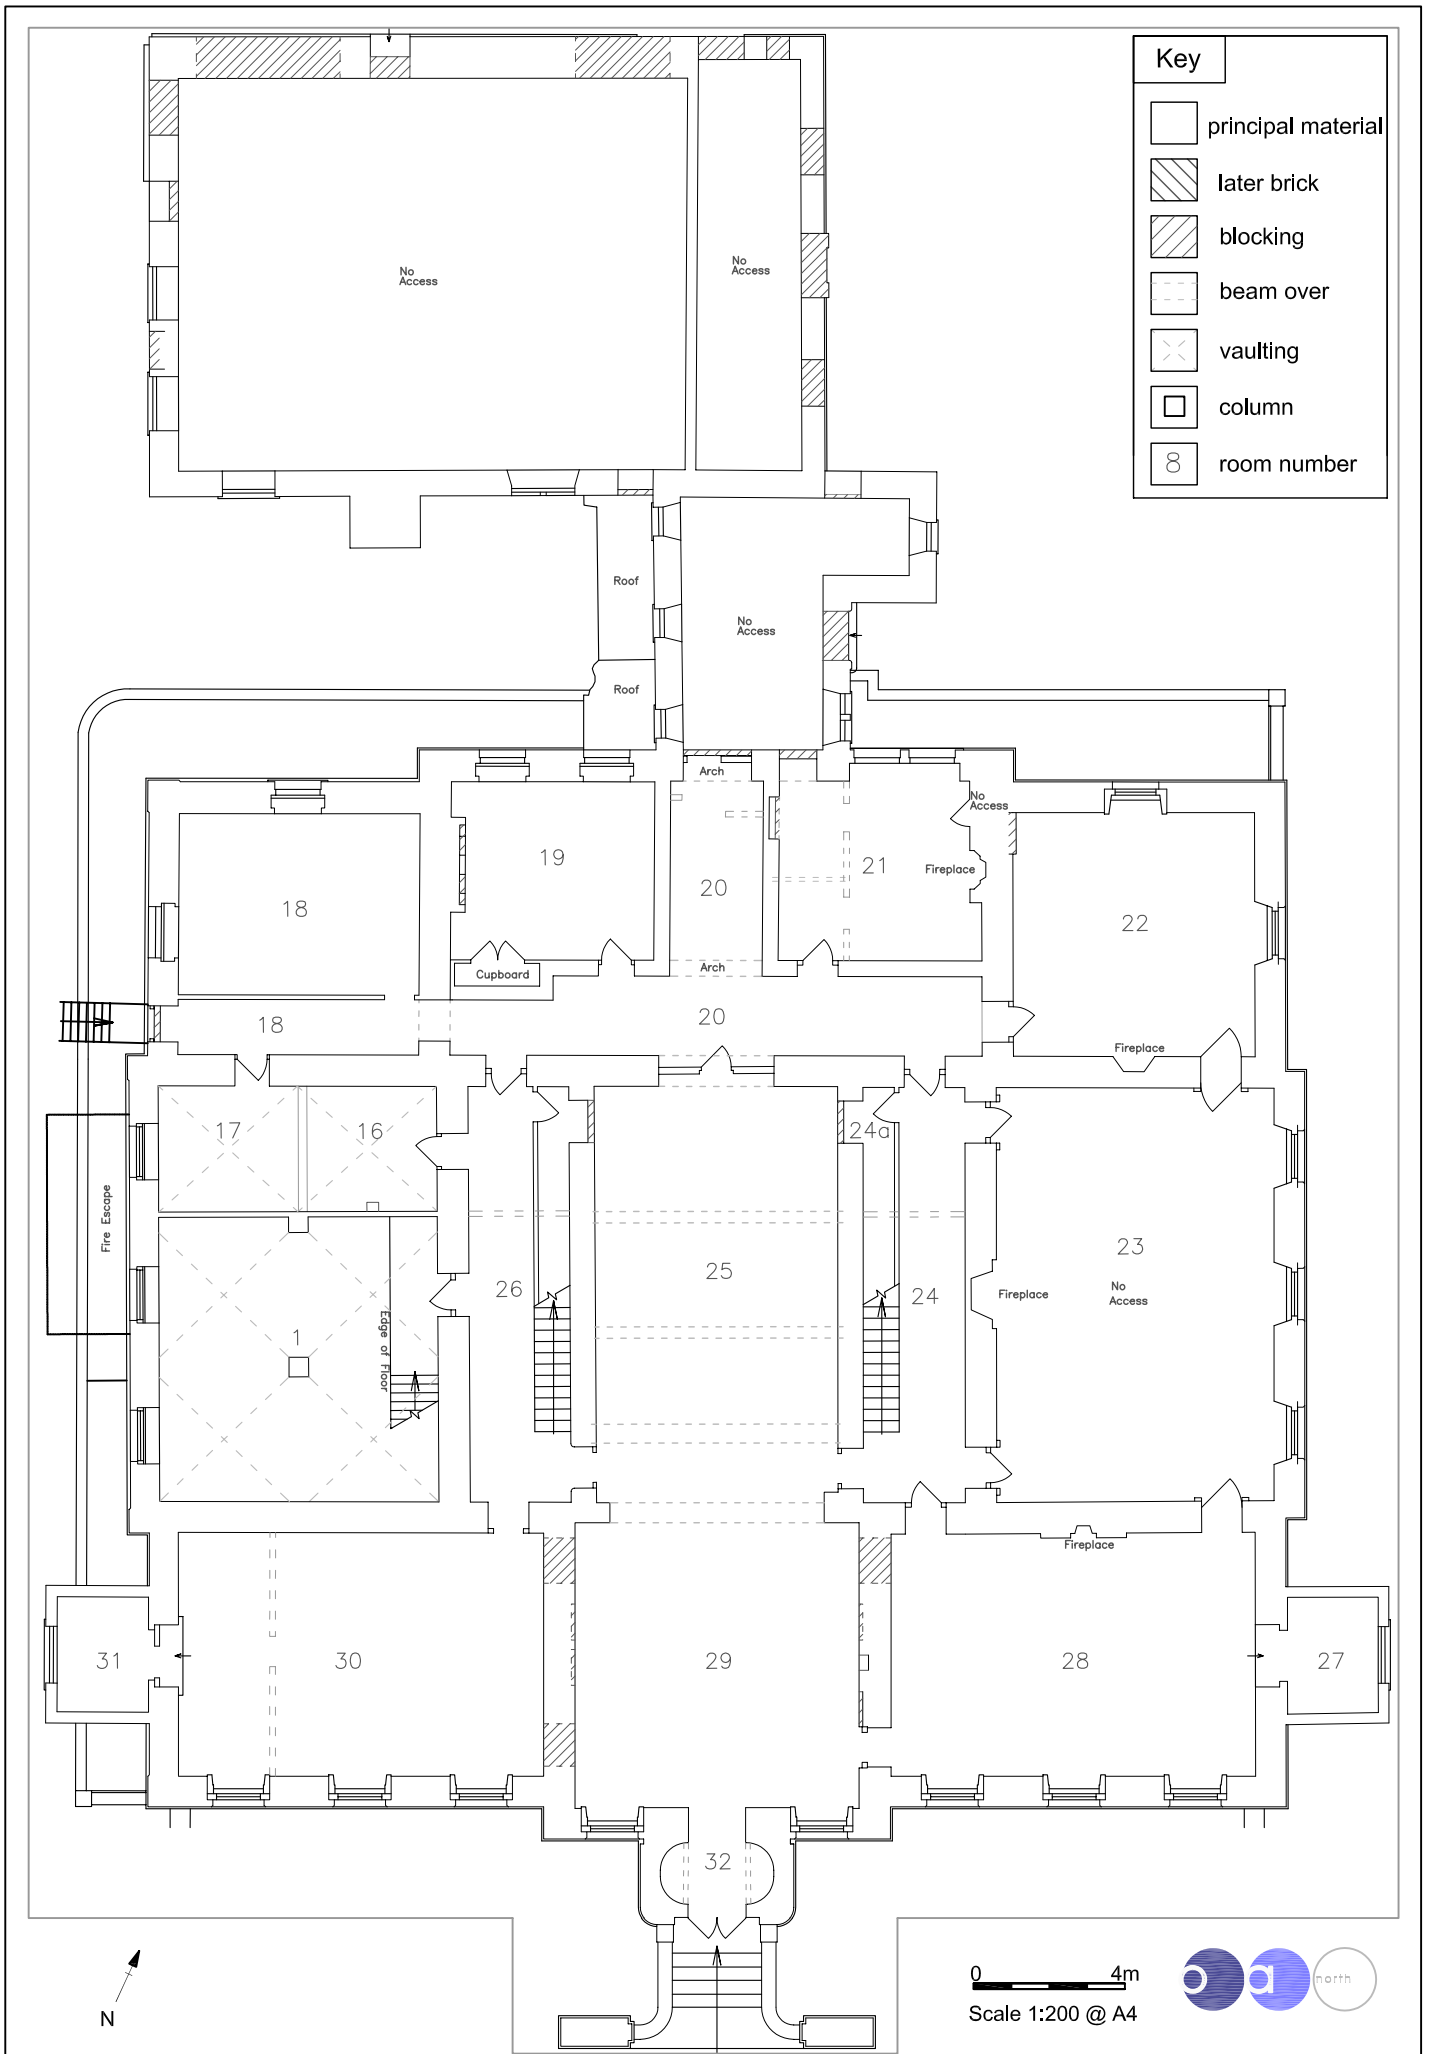 Key
principal material
later brick
blocking
beam over
vaulting
column
8 room number
No
Access
No
Access
Roof
No
Access
Roof
Arch
No
Access
19
21
Fireplace
20
18
22
Arch
Cupboard
20
18
Fireplace
17
16
24a
Fire Escape
23
25
26
24
Fireplace
No
Access
1
Edge of Floor
Fireplace
31
30
29
28
27
32
N
0 4m
Scale 1:200 @ A4
o a north